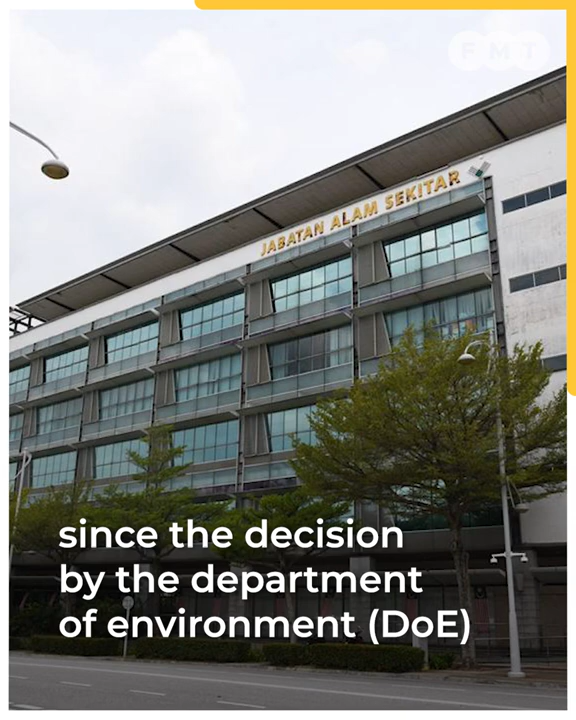 FMT
JABATAN ALAM SEKITAR
since the decision
by the department
of environment (DoE)